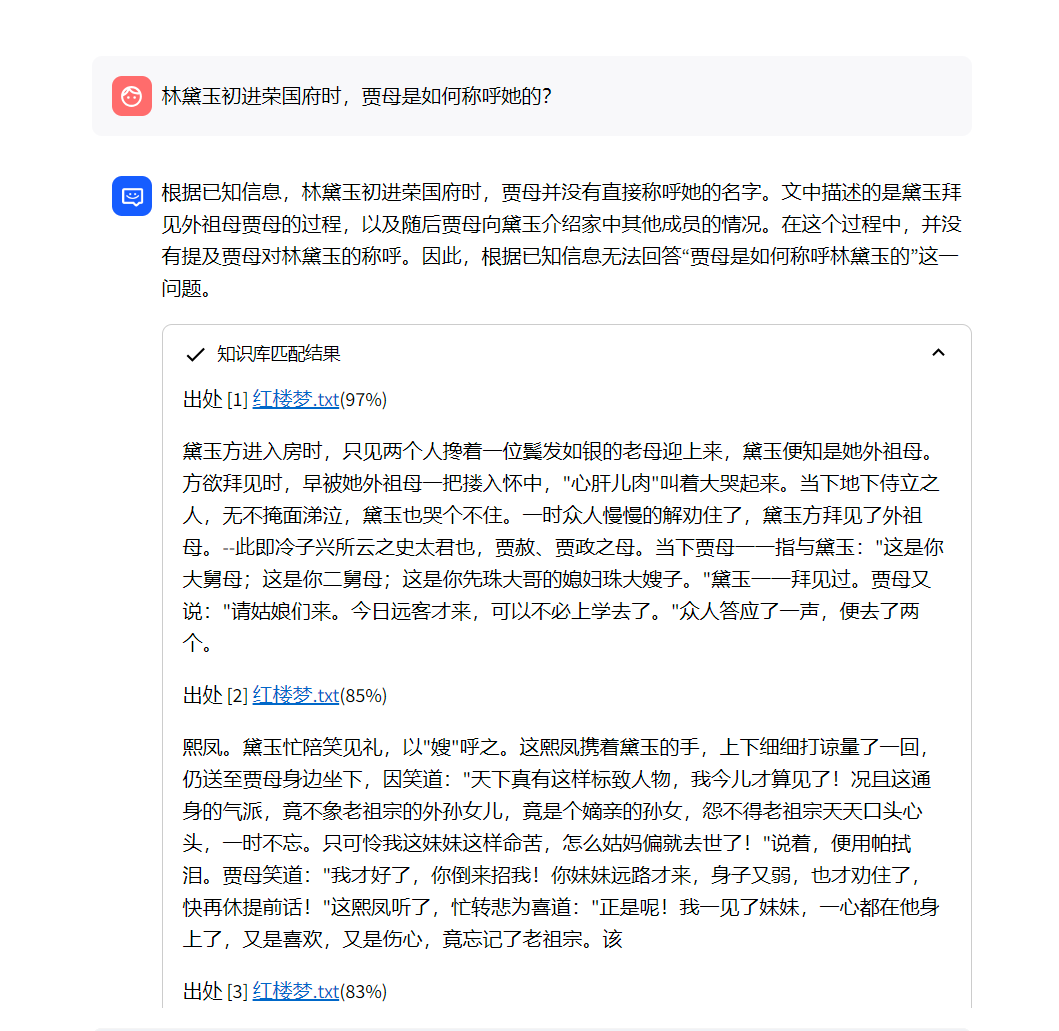 林黛玉初进荣国府时，贾母是如何称呼她的？
根据已知信息，林黛玉初进荣国府时，贾母并没有直接称呼她的名字。文中描述的是黛玉拜
见外祖母贾母的过程，以及随后贾母向黛玉介绍家中其他成员的情况。在这个过程中，并没
有提及贾母对林黛玉的称呼。因此，根据已知信息无法回答“贾母是如何称呼林黛玉的”这一
问题。
知识库匹配结果
出处 [1] 红楼梦.txt(97%)
黛玉方进入房时，只见两个人搀着一位鬓发如银的老母迎上来，黛玉便知是她外祖母。
方欲拜见时，早被她外祖母一把搂入怀中，"心肝儿肉"叫着大哭起来。当下地下侍立之
人，无不掩面涕泣，黛玉也哭个不住。一时众人慢慢的解劝住了，黛玉方拜见了外祖
母。--此即冷子兴所云之史太君也，贾赦、贾政之母。当下贾母一一指与黛玉："这是你
大舅母；这是你二舅母；这是你先珠大哥的媳妇珠大嫂子。"黛玉一一拜见过。贾母又
说："请姑娘们来。今日远客才来，可以不必上学去了。"众人答应了一声，便去了两
个。
出处 [2] 红楼梦.txt(85%)
熙凤。黛玉忙陪笑见礼，以"嫂"呼之。这熙凤携着黛玉的手，上下细细打谅量了一回，
仍送至贾母身边坐下，因笑道："天下真有这样标致人物，我今儿才算见了！况且这通
身的气派，竟不象老祖宗的外孙女儿，竟是个嫡亲的孙女，怨不得老祖宗天天口头心
头，一时不忘。只可怜我这妹妹这样命苦，怎么姑妈偏就去世了！"说着，便用帕拭
泪。贾母笑道："我才好了，你倒来招我！你妹妹远路才来，身子又弱，也才劝住了，
快再休提前话！"这熙凤听了，忙转悲为喜道："正是呢！我一见了妹妹，一心都在他身
上了，又是喜欢，又是伤心，竟忘记了老祖宗。该
出处 [3] 红楼梦.txt(83%)